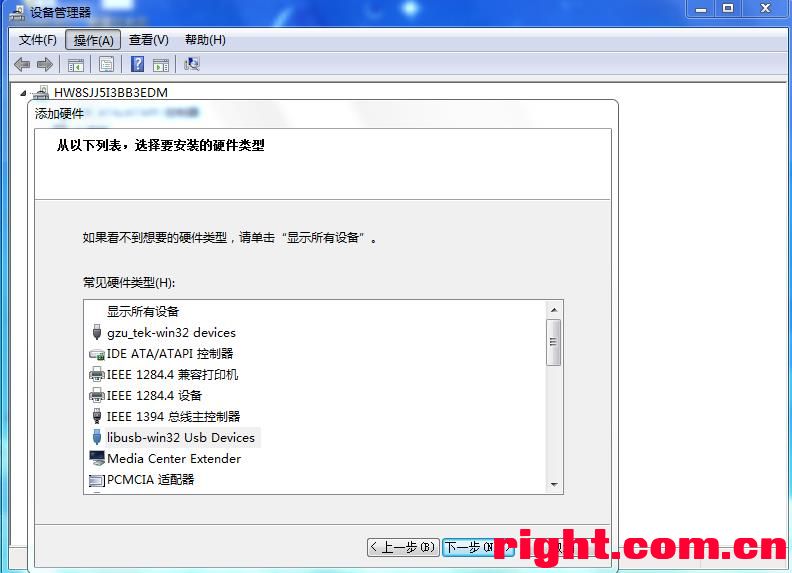 设备管理器
文件(F) 操作(A) 查看(V) 帮助(H)
HW8SJJ5I3BB3EDM
添加硬件
从以下列表，选择要安装的硬件类型
如果看不到想要的硬件类型，请单击“显示所有设备”。
常见硬件类型(H):
显示所有设备
gzu_tek-win32 devices
IDE ATA/ATAPI 控制器
IEEE 1284.4 兼容打印机
IEEE 1284.4 设备
IEEE 1394 总线主控制器
libusb-win32 Usb Devices
Media Center Extender
PCMCIA 适配器
< 上一步(B) 下一步(N)
right.com.cn